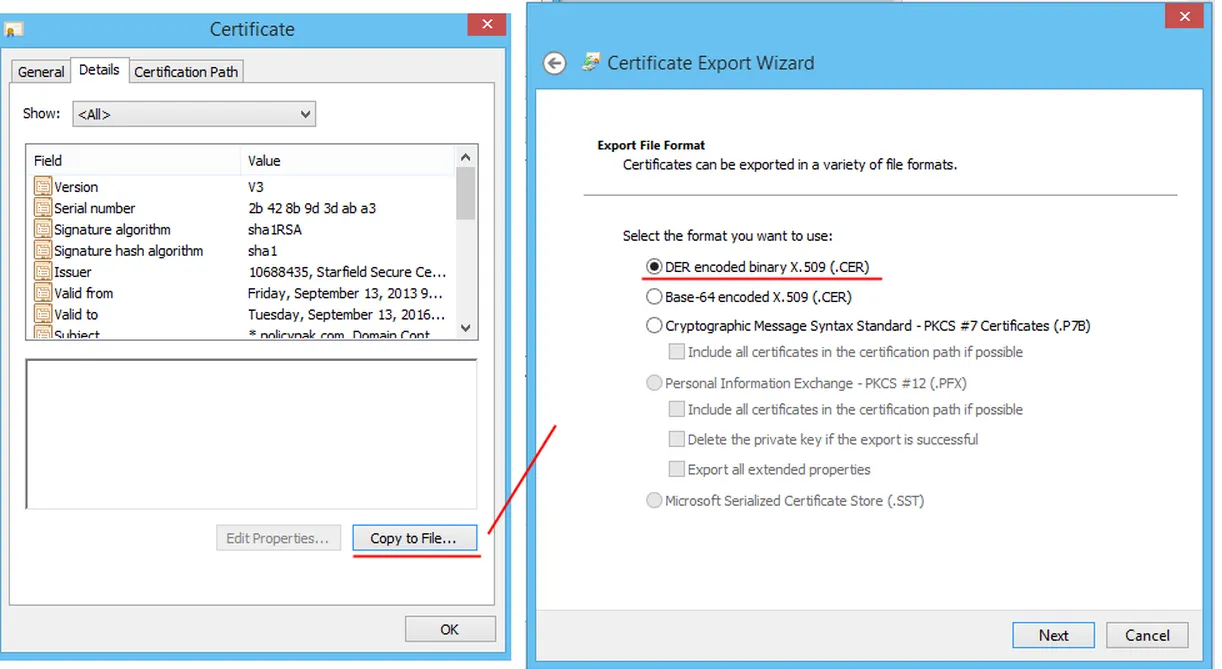 Certificate
General Details Certification Path
Show: <All>
Field Value
Version V3
Serial number 2b 42 8b 9d 3d ab a3
Signature algorithm sha1RSA
Signature hash algorithm sha1
Issuer 10688435, Starfield Secure Ce...
Valid from Friday, September 13, 2013 9...
Valid to Tuesday, September 13, 2016...
Subject *.policypak.com, Domain Cont...
Edit Properties... Copy to File...
OK
Certificate Export Wizard
Export File Format
Certificates can be exported in a variety of file formats.
Select the format you want to use:
DER encoded binary X.509 (.CER)
Base-64 encoded X.509 (.CER)
Cryptographic Message Syntax Standard - PKCS #7 Certificates (.P7B)
Include all certificates in the certification path if possible
Personal Information Exchange - PKCS #12 (.PFX)
Include all certificates in the certification path if possible
Delete the private key if the export is successful
Export all extended properties
Microsoft Serialized Certificate Store (.SST)
Next Cancel